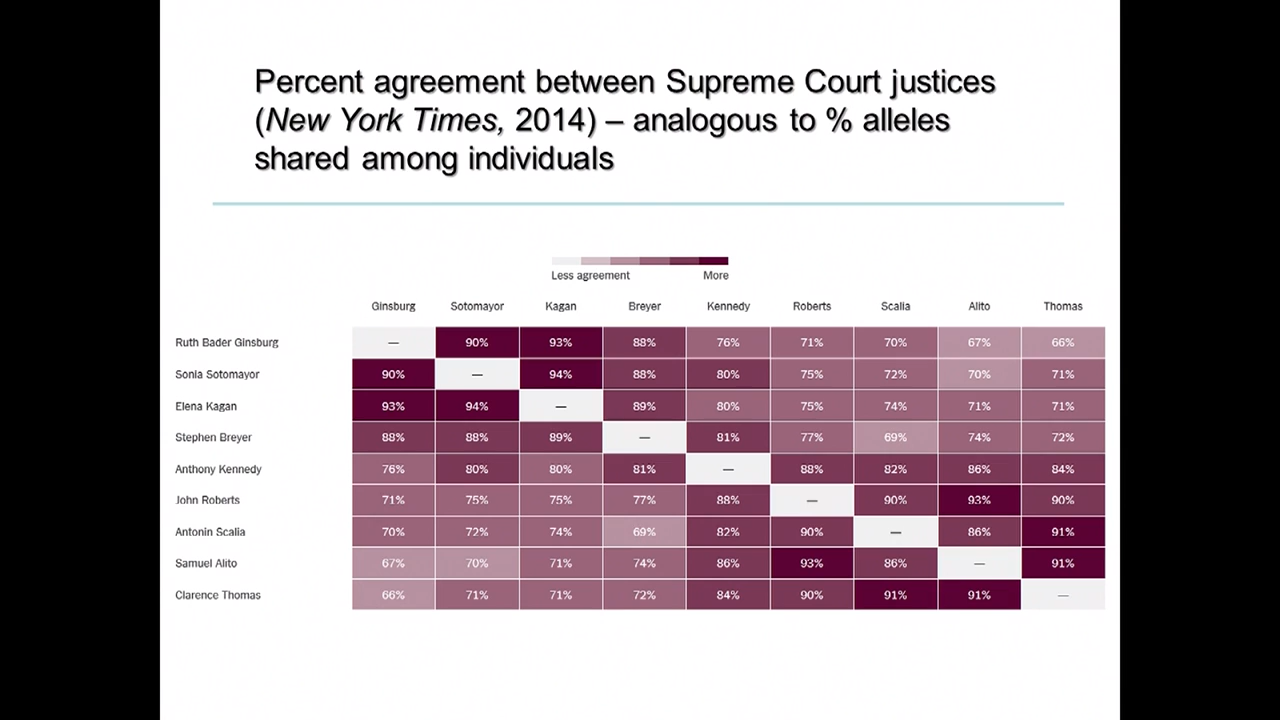 Percent agreement between Supreme Court justices
(New York Times, 2014) – analogous to % alleles
shared among individuals
Less agreement More
Ginsburg Sotomayor Kagan Breyer Kennedy Roberts Scalia Alito Thomas
Ruth Bader Ginsburg — 90% 93% 88% 76% 71% 70% 67% 66%
Sonia Sotomayor 90% — 94% 88% 80% 75% 72% 70% 71%
Elena Kagan 93% 94% — 89% 80% 75% 74% 71% 71%
Stephen Breyer 88% 88% 89% — 81% 77% 69% 74% 72%
Anthony Kennedy 76% 80% 80% 81% — 88% 82% 86% 84%
John Roberts 71% 75% 75% 77% 88% — 90% 93% 90%
Antonin Scalia 70% 72% 74% 69% 82% 90% — 86% 91%
Samuel Alito 67% 70% 71% 74% 86% 93% 86% — 91%
Clarence Thomas 66% 71% 71% 72% 84% 90% 91% 91% —